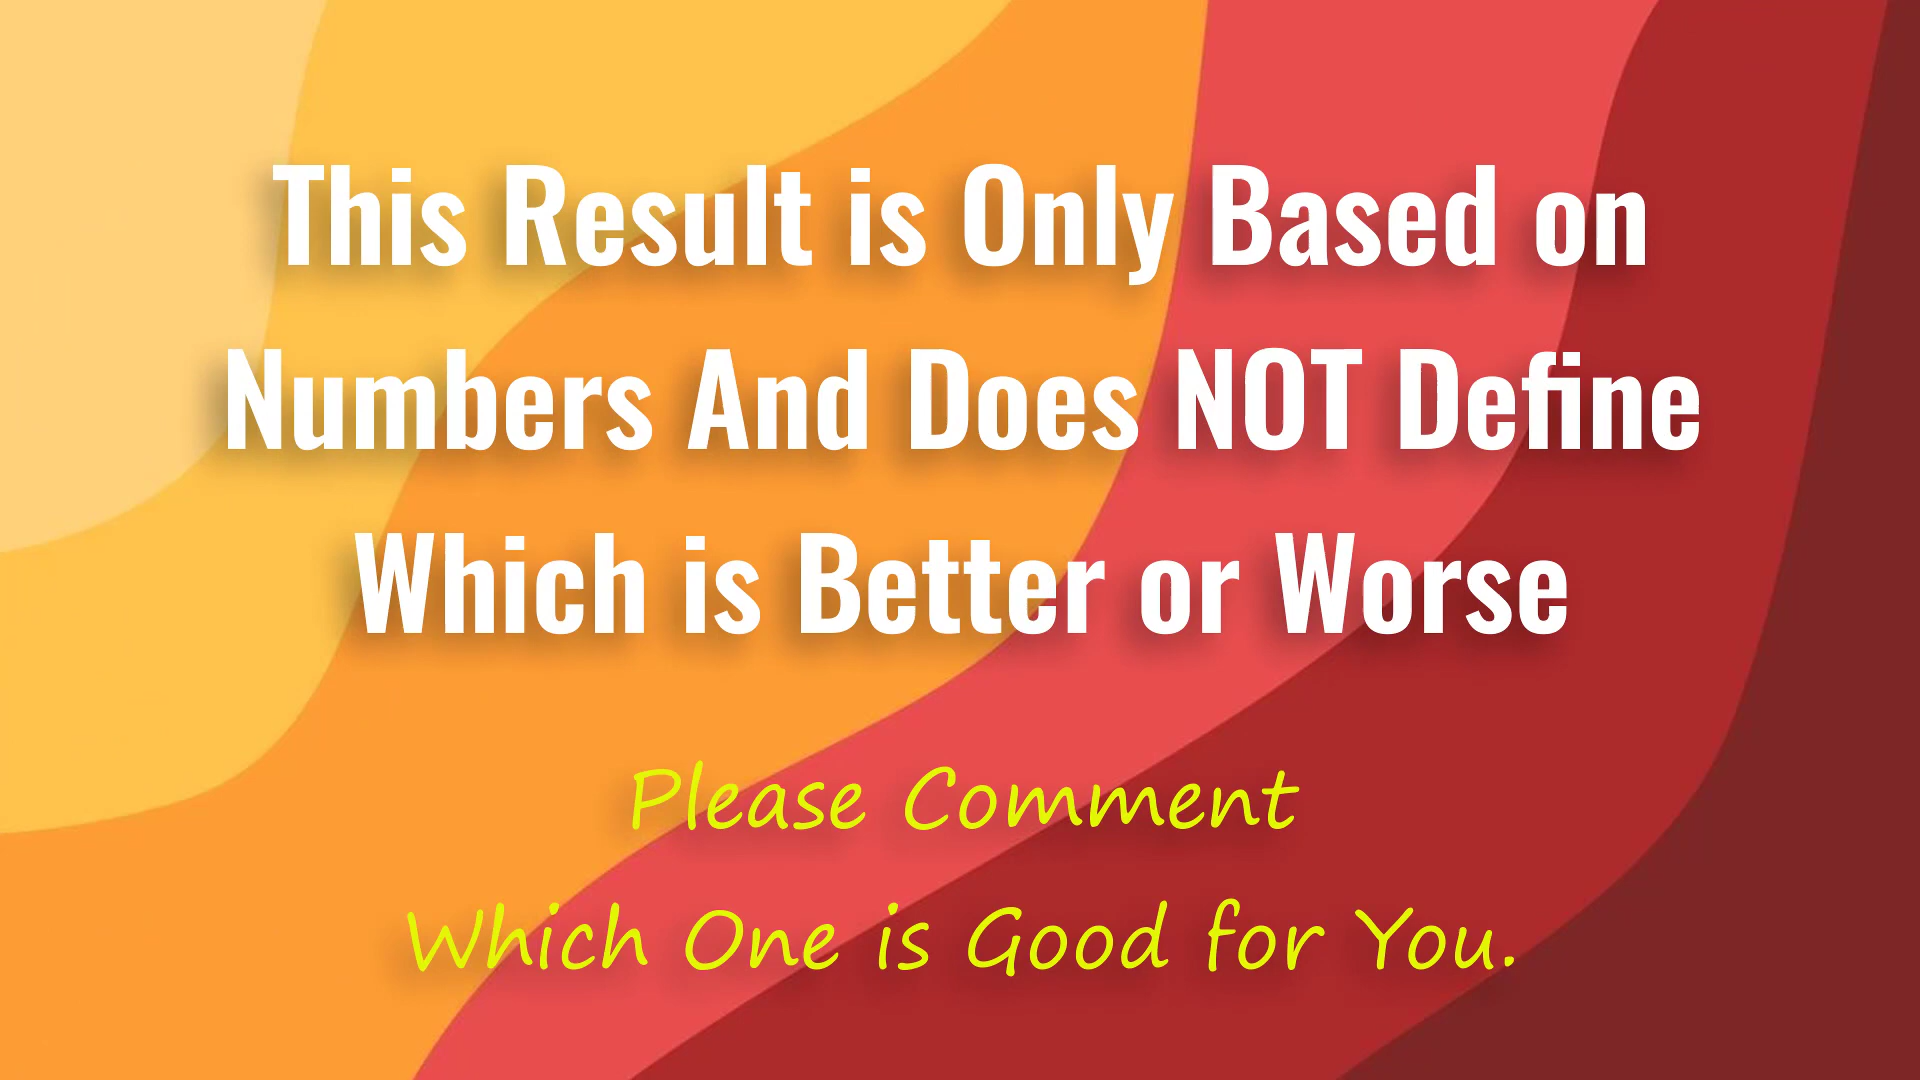 This Result is Only Based on
Numbers And Does NOT Define
Which is Better or Worse
Please Comment
Which One is Good for You.